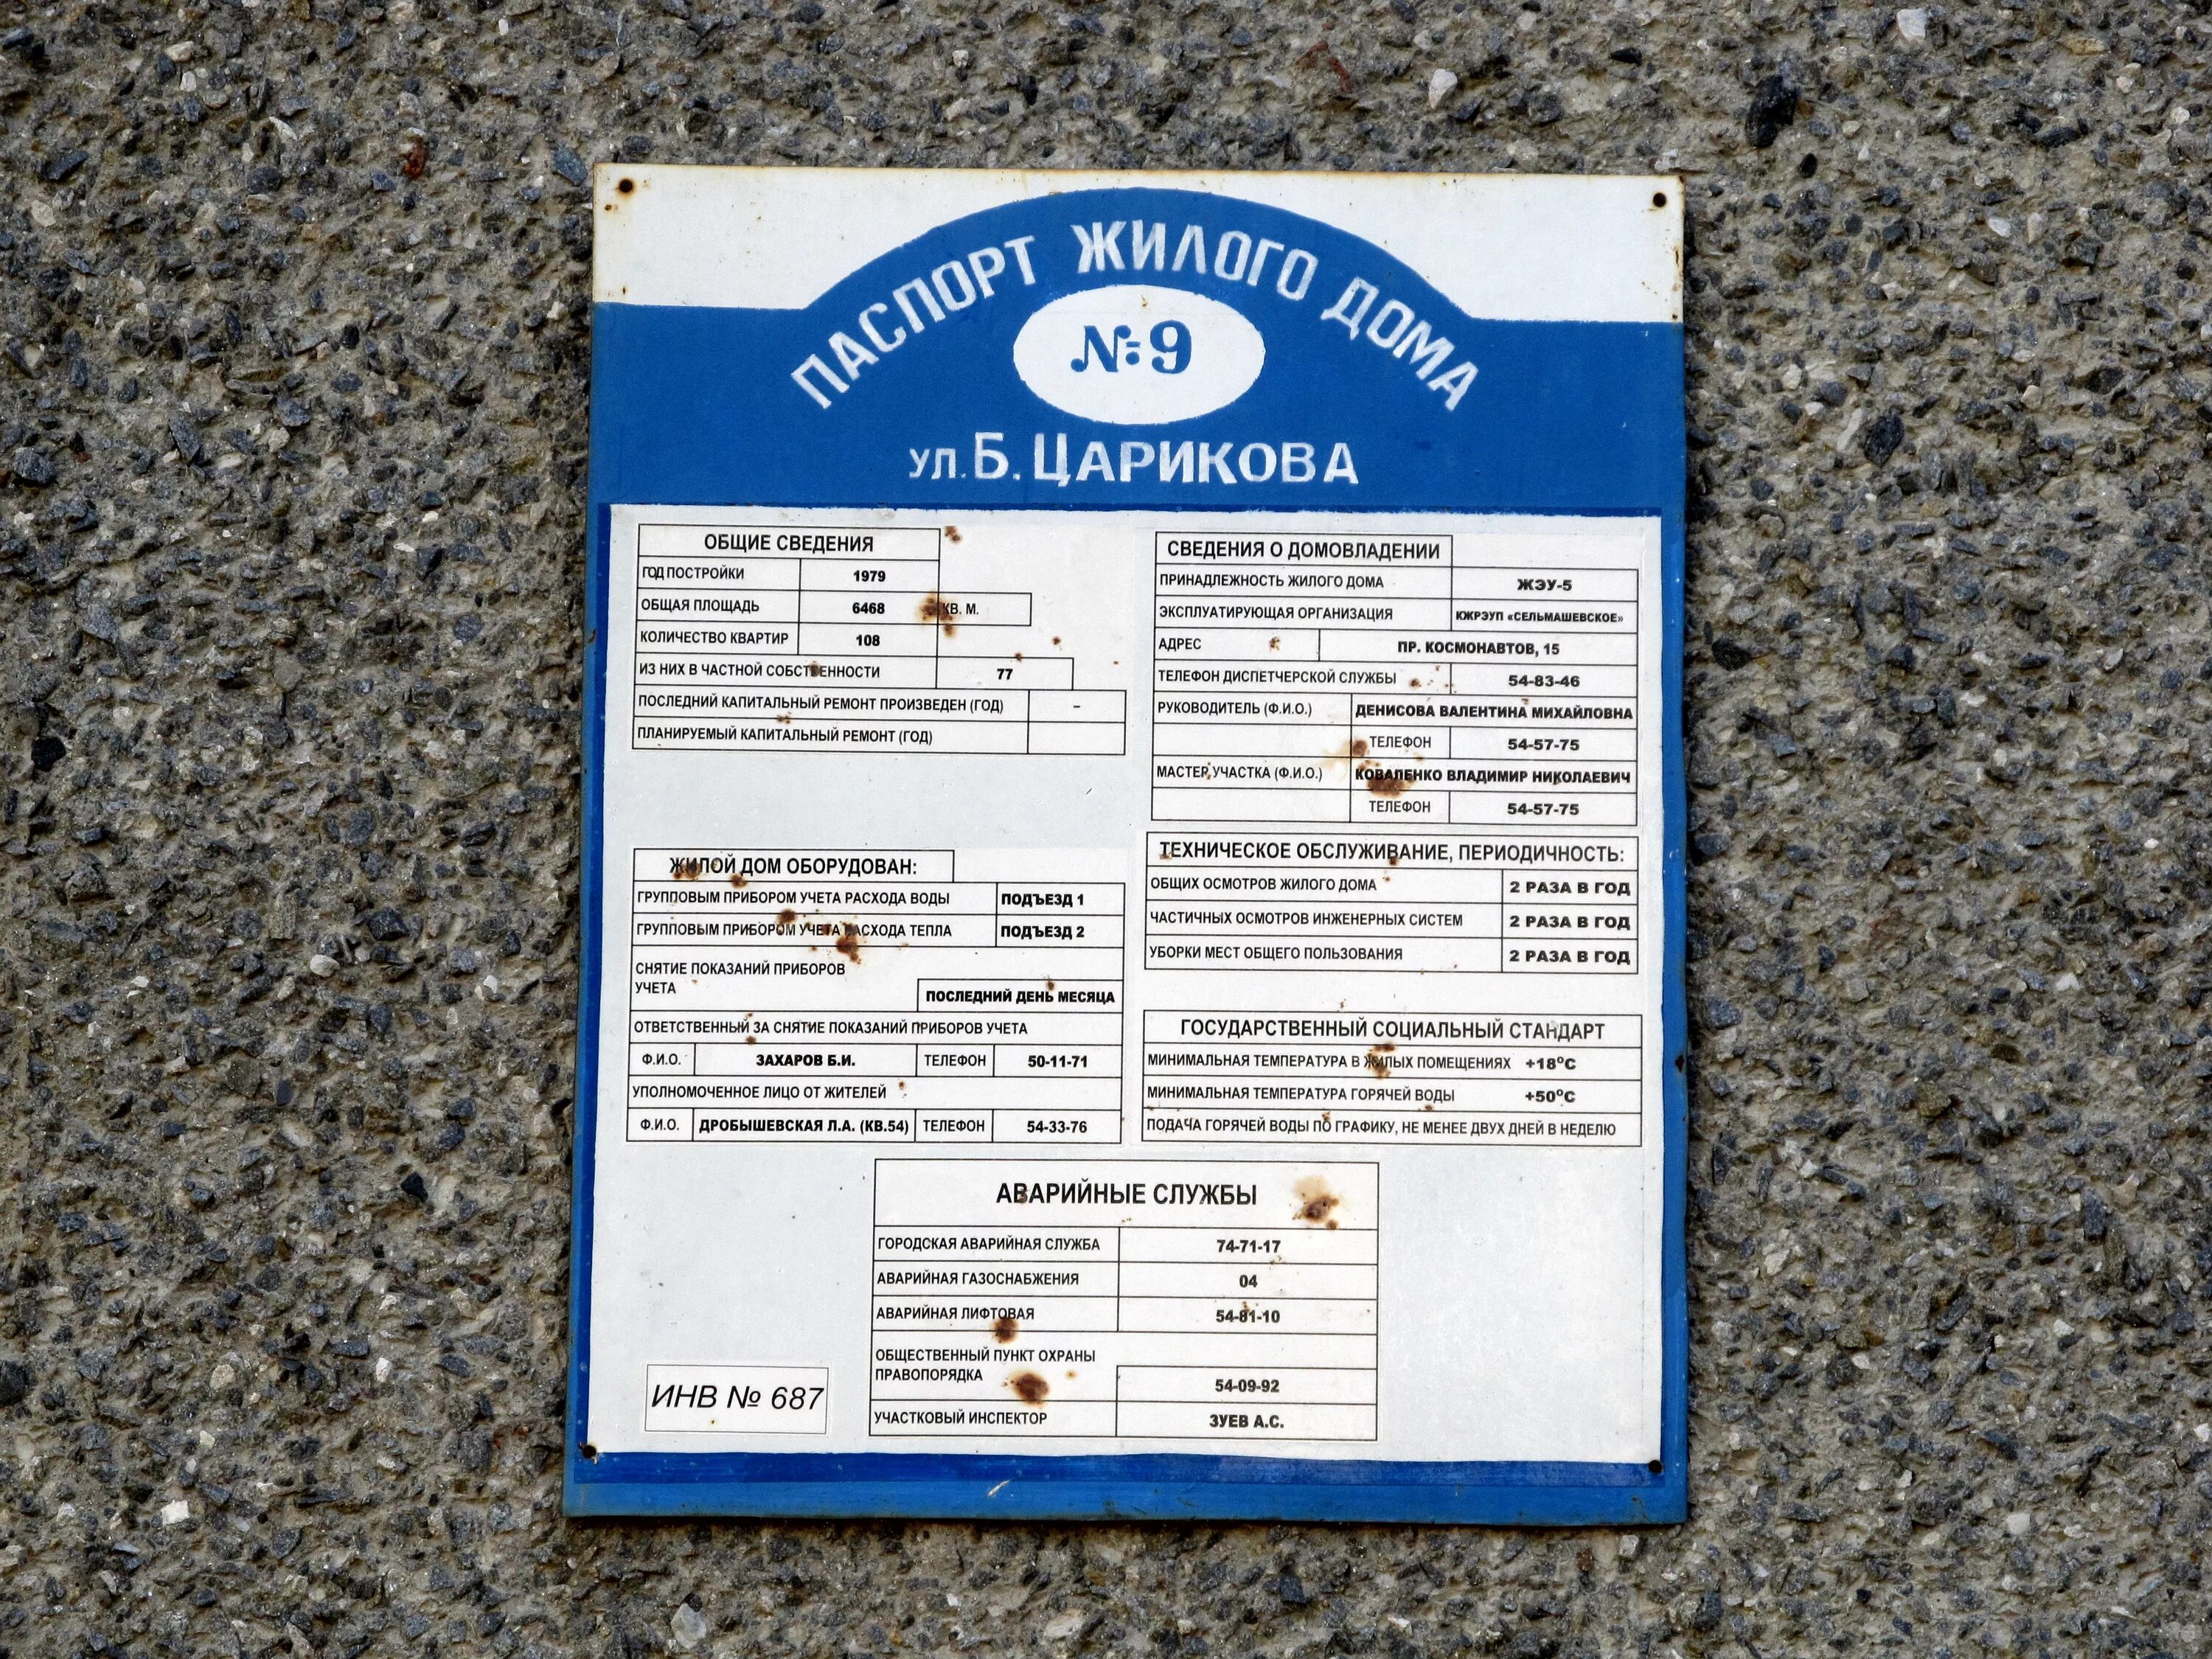 ПАСПОРТ ЖИЛОГО ДОМА
№9
УЛ. Б. ЦАРИКОВА
ОБЩИЕ СВЕДЕНИЯ
ГОД ПОСТРОЙКИ 1979
ОБЩАЯ ПЛОЩАДЬ 6468 КВ. М.
КОЛИЧЕСТВО КВАРТИР 108
ИЗ НИХ В ЧАСТНОЙ СОБСТВЕННОСТИ 77
ПОСЛЕДНИЙ КАПИТАЛЬНЫЙ РЕМОНТ ПРОИЗВЕДЕН (ГОД) –
ПЛАНИРУЕМЫЙ КАПИТАЛЬНЫЙ РЕМОНТ (ГОД)
СВЕДЕНИЯ О ДОМОВЛАДЕНИИ
ПРИНАДЛЕЖНОСТЬ ЖИЛОГО ДОМА ЖЭУ-5
ЭКСПЛУАТИРУЮЩАЯ ОРГАНИЗАЦИЯ КЖРЭУП «СЕЛЬМАШЕВСКОЕ»
АДРЕС ПР. КОСМОНАВТОВ, 15
ТЕЛЕФОН ДИСПЕТЧЕРСКОЙ СЛУЖБЫ 54-83-46
РУКОВОДИТЕЛЬ (Ф.И.О.) ДЕНИСОВА ВАЛЕНТИНА МИХАЙЛОВНА
ТЕЛЕФОН 54-57-75
МАСТЕР УЧАСТКА (Ф.И.О.) КОВАЛЕНКО ВЛАДИМИР НИКОЛАЕВИЧ
ТЕЛЕФОН 54-57-75
ЖИЛОЙ ДОМ ОБОРУДОВАН:
ГРУППОВЫМ ПРИБОРОМ УЧЕТА РАСХОДА ВОДЫ ПОДЪЕЗД 1
ГРУППОВЫМ ПРИБОРОМ УЧЕТА РАСХОДА ТЕПЛА ПОДЪЕЗД 2
СНЯТИЕ ПОКАЗАНИЙ ПРИБОРОВ
УЧЕТА ПОСЛЕДНИЙ ДЕНЬ МЕСЯЦА
ОТВЕТСТВЕННЫЙ ЗА СНЯТИЕ ПОКАЗАНИЙ ПРИБОРОВ УЧЕТА
Ф.И.О. ЗАХАРОВ Б.И. ТЕЛЕФОН 50-11-71
УПОЛНОМОЧЕННОЕ ЛИЦО ОТ ЖИТЕЛЕЙ
Ф.И.О. ДРОБЫШЕВСКАЯ Л.А. (КВ.54) ТЕЛЕФОН 54-33-76
ТЕХНИЧЕСКОЕ ОБСЛУЖИВАНИЕ, ПЕРИОДИЧНОСТЬ:
ОБЩИХ ОСМОТРОВ ЖИЛОГО ДОМА 2 РАЗА В ГОД
ЧАСТИЧНЫХ ОСМОТРОВ ИНЖЕНЕРНЫХ СИСТЕМ 2 РАЗА В ГОД
УБОРКИ МЕСТ ОБЩЕГО ПОЛЬЗОВАНИЯ 2 РАЗА В ГОД
ГОСУДАРСТВЕННЫЙ СОЦИАЛЬНЫЙ СТАНДАРТ
МИНИМАЛЬНАЯ ТЕМПЕРАТУРА В ЖИЛЫХ ПОМЕЩЕНИЯХ +18°С
МИНИМАЛЬНАЯ ТЕМПЕРАТУРА ГОРЯЧЕЙ ВОДЫ +50°С
ПОДАЧА ГОРЯЧЕЙ ВОДЫ ПО ГРАФИКУ, НЕ МЕНЕЕ ДВУХ ДНЕЙ В НЕДЕЛЮ
АВАРИЙНЫЕ СЛУЖБЫ
ГОРОДСКАЯ АВАРИЙНАЯ СЛУЖБА 74-71-17
АВАРИЙНАЯ ГАЗОСНАБЖЕНИЯ 04
АВАРИЙНАЯ ЛИФТОВАЯ 54-81-10
ОБЩЕСТВЕННЫЙ ПУНКТ ОХРАНЫ
ПРАВОПОРЯДКА 54-09-92
УЧАСТКОВЫЙ ИНСПЕКТОР ЗУЕВ А.С.
ИНВ № 687